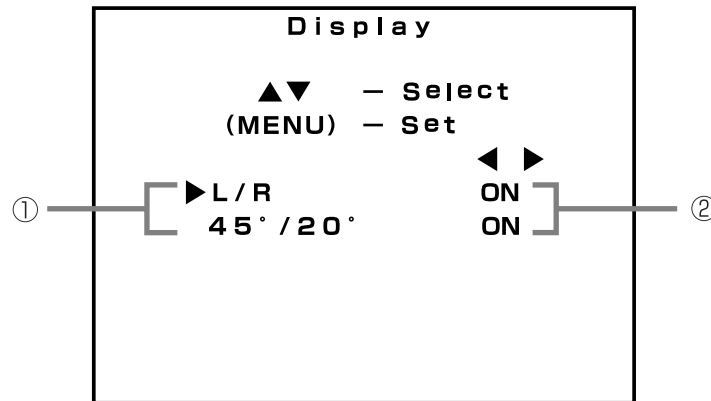 Display
▲▼ – Select
(MENU) – Set
◀ ▶
① ▶L/R ON ②
45°/20° ON